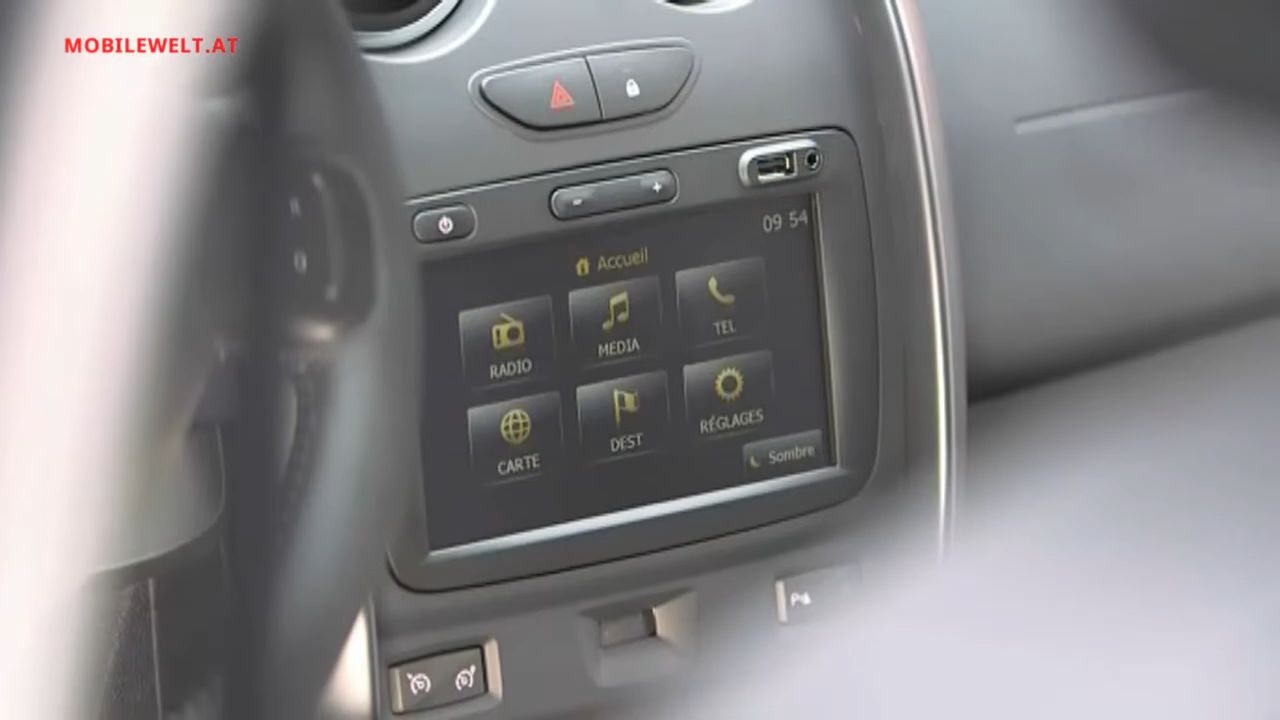 MOBILEWELT.AT
- +
09 54
Accueil
RADIO
MEDIA
TEL
CARTE
DEST
RÉGLAGES
Sombre